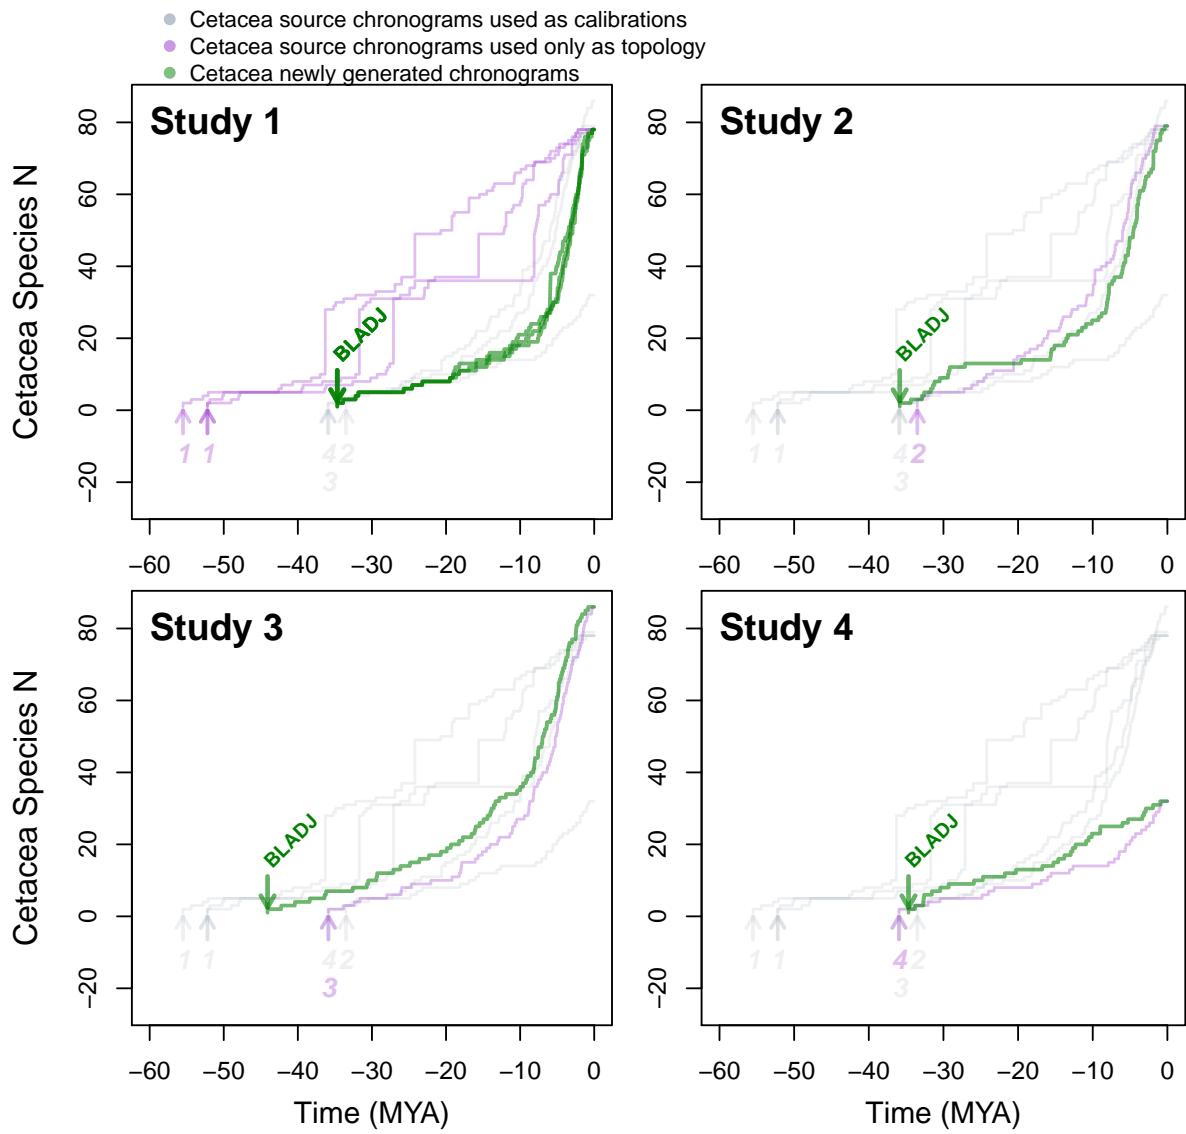 Cetacea source chronograms used as calibrations
Cetacea source chronograms used only as topology
Cetacea newly generated chronograms
Study 1
Cetacea Species N
80
60
40
20
0
−20
BLADJ
1 1 4 2
3
−60 −50 −40 −30 −20 −10 0
Study 2
80
60
40
20
0
−20
BLADJ
1 1 4 2
3
−60 −50 −40 −30 −20 −10 0
Study 3
Cetacea Species N
80
60
40
20
0
−20
BLADJ
1 1 4 2
3
−60 −50 −40 −30 −20 −10 0
Time (MYA)
Study 4
80
60
40
20
0
−20
BLADJ
1 1 4 2
3
−60 −50 −40 −30 −20 −10 0
Time (MYA)